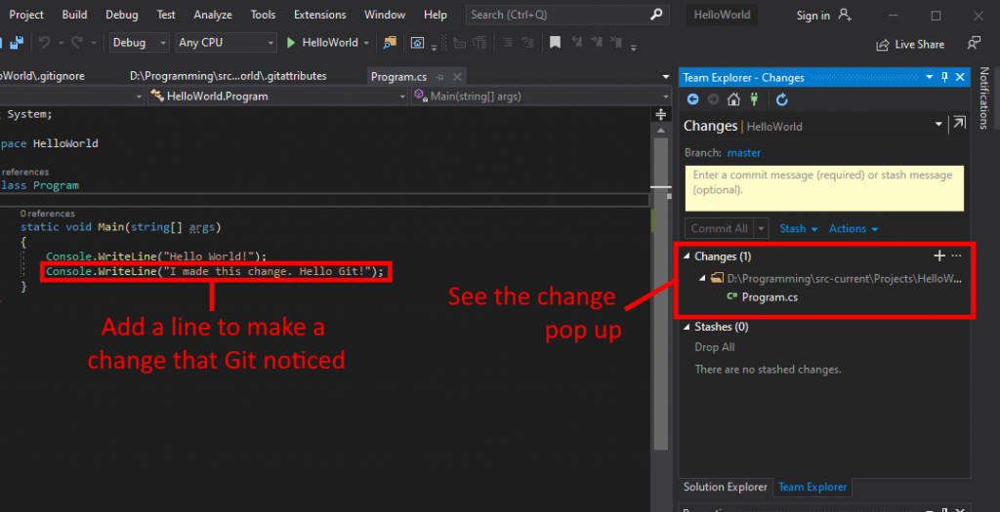 Project Build Debug Test Analyze Tools Extensions Window Help Search (Ctrl+Q) HelloWorld Sign in
Debug Any CPU HelloWorld Live Share
oWorld\.gitignore D:\Programming\src...orld\.gitattributes Program.cs
HelloWorld.Program Main(string[] args)
System;
pace HelloWorld
references
lass Program
0 references
static void Main(string[] args)
{
Console.WriteLine("Hello World!");
Console.WriteLine("I made this change. Hello Git!");
}
Add a line to make a
change that Git noticed
See the change
pop up
Team Explorer - Changes
Changes | HelloWorld
Branch: master
Enter a commit message (required) or stash message
(optional).
Commit All Stash Actions
Changes (1)
D:\Programming\src-current\Projects\HelloW...
C# Program.cs
Stashes (0)
Drop All
There are no stashed changes.
Solution Explorer Team Explorer
Notifications